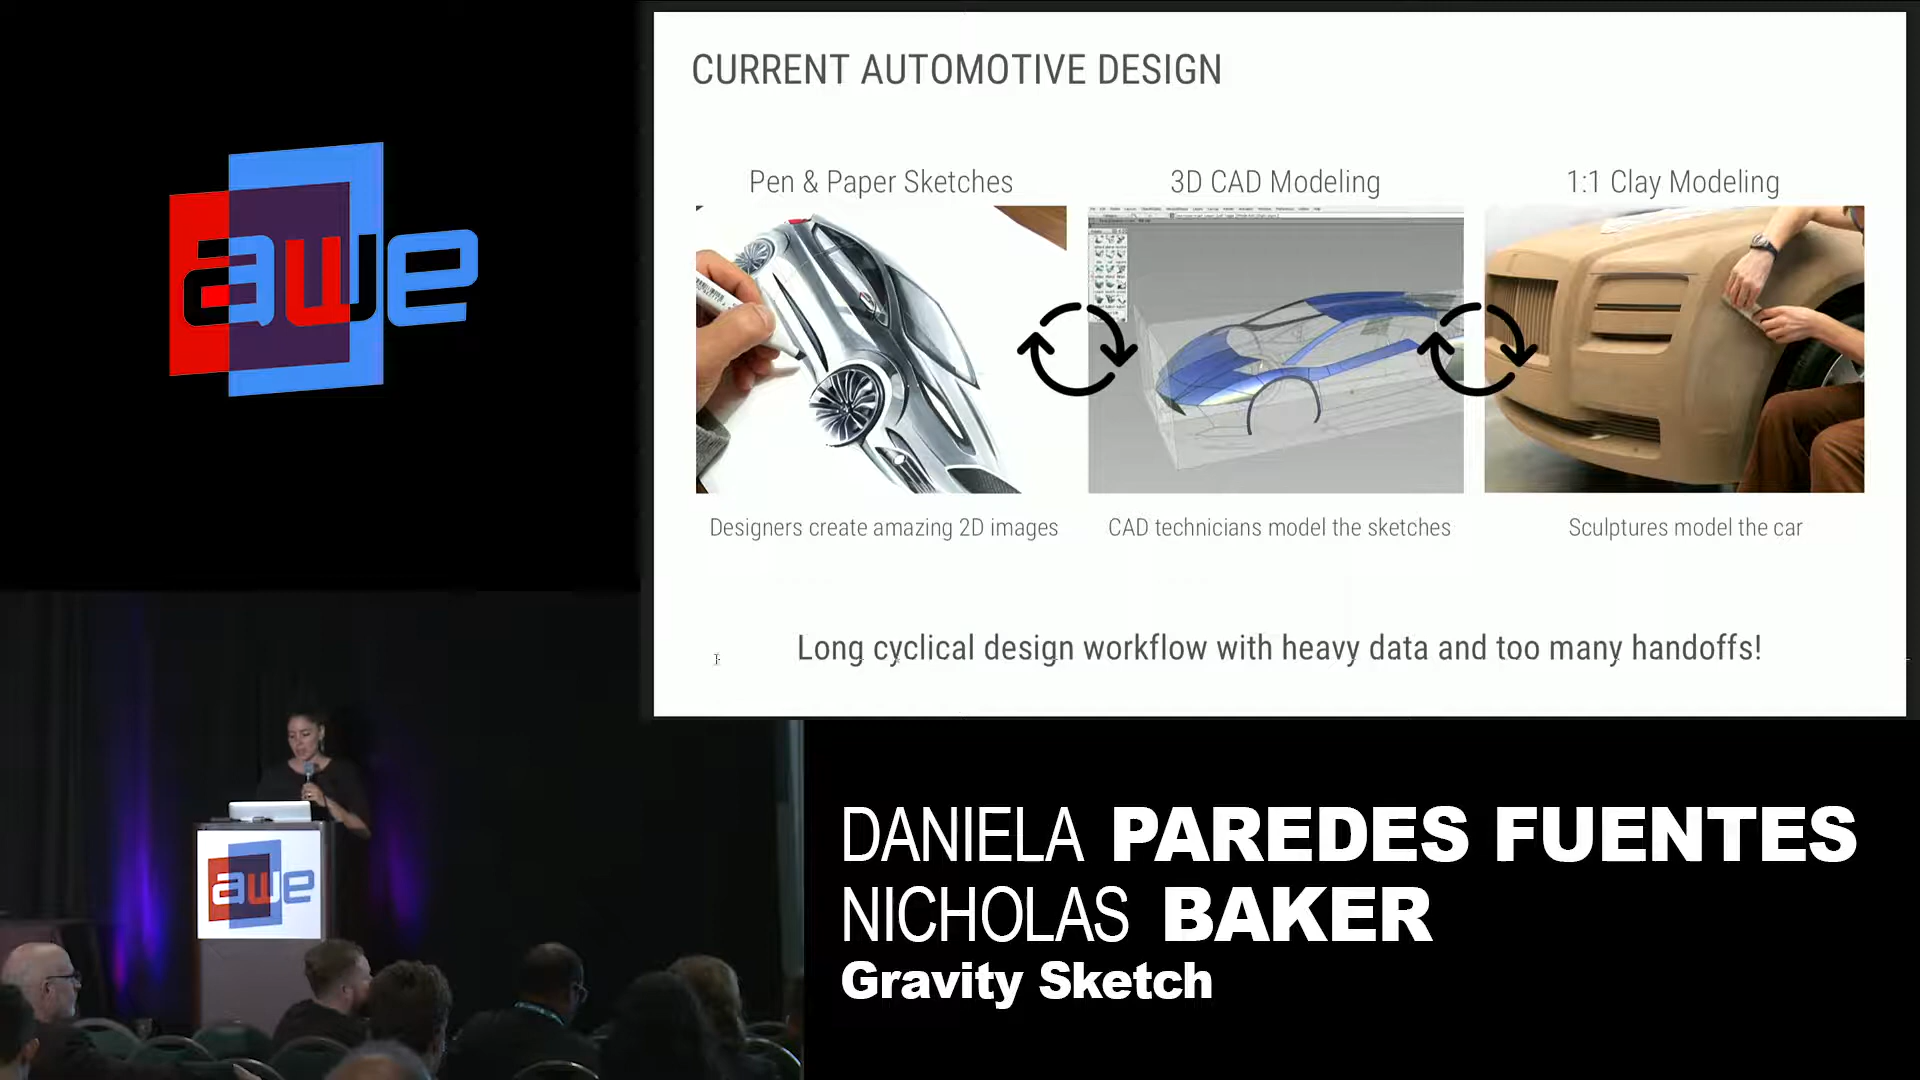 CURRENT AUTOMOTIVE DESIGN
Pen & Paper Sketches
3D CAD Modeling
1:1 Clay Modeling
Designers create amazing 2D images
CAD technicians model the sketches
Sculptures model the car
Long cyclical design workflow with heavy data and too many handoffs!
awe
awe
DANIELA PAREDES FUENTES
NICHOLAS BAKER
Gravity Sketch